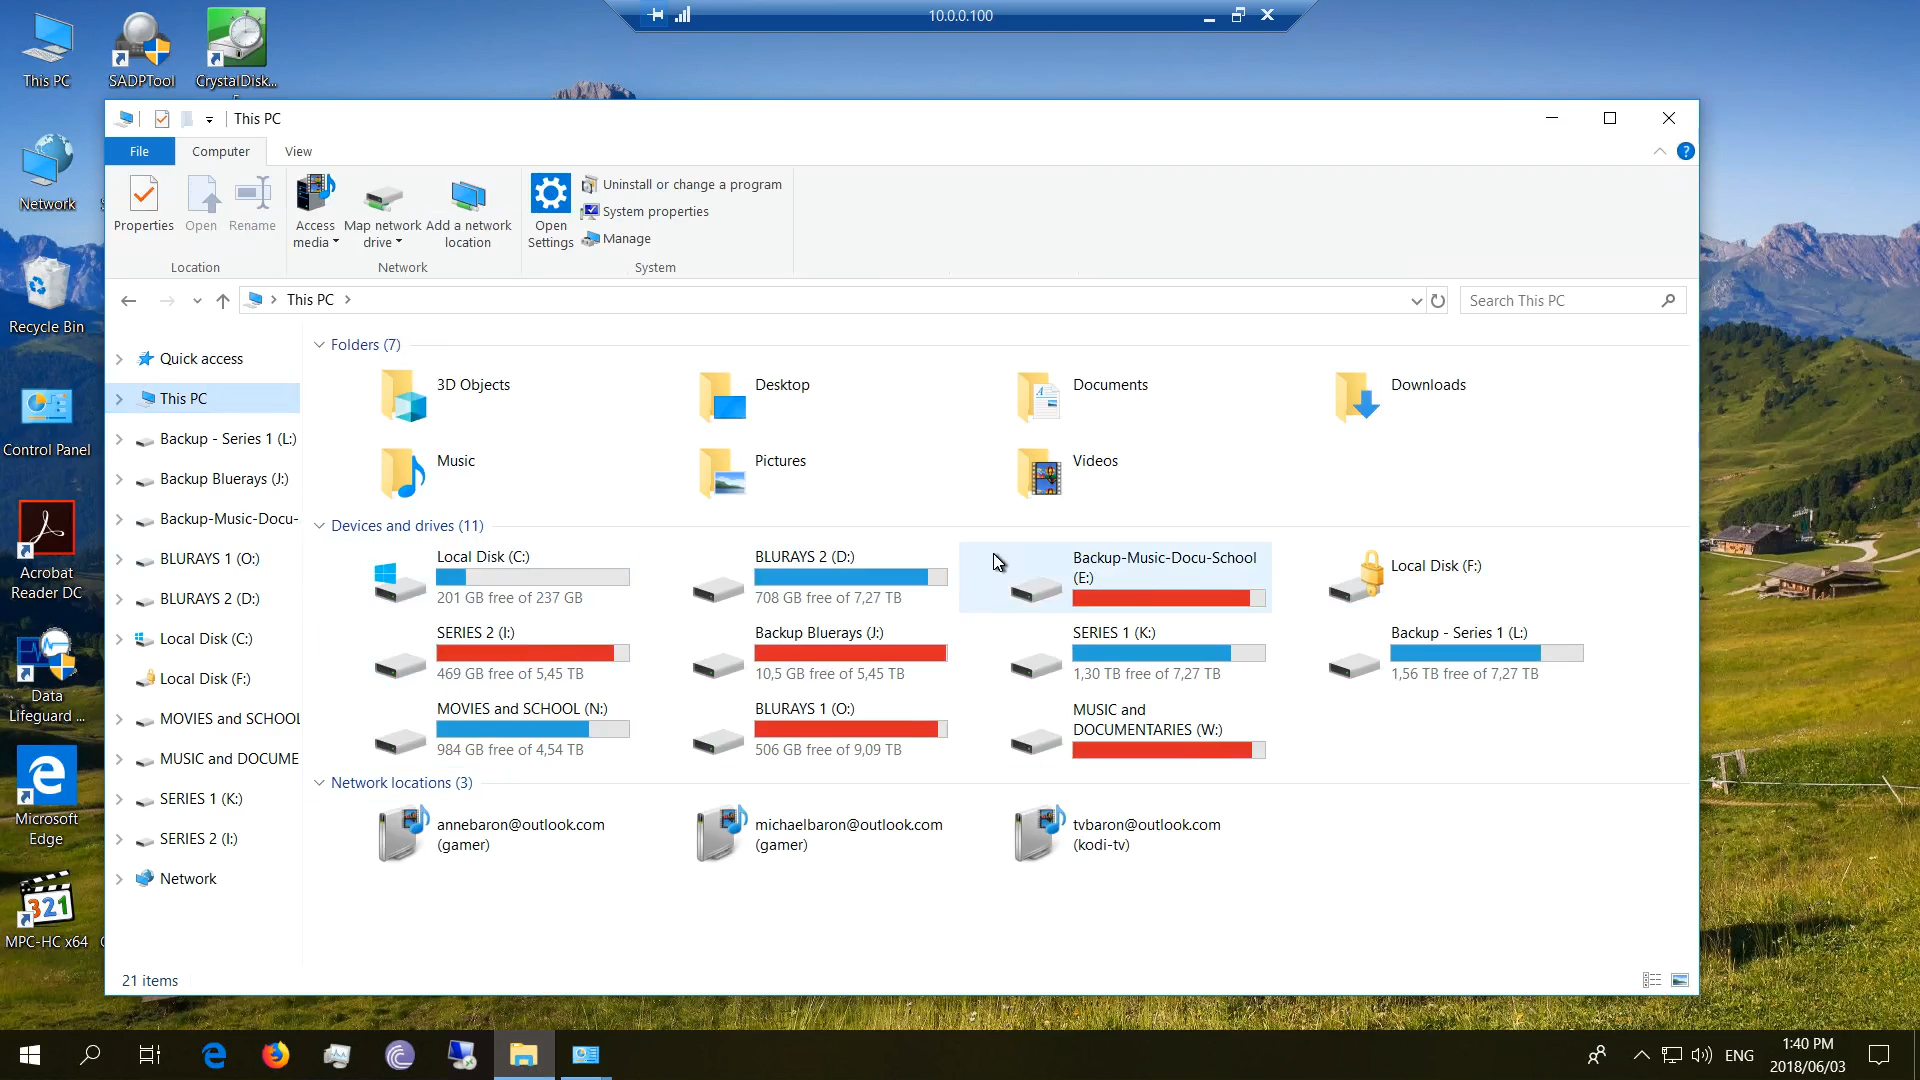 10.0.0.100
This PC
SADPTool
CrystalDisk...
This PC
File
Computer
View
Properties
Open
Rename
Access
media
Map network
drive
Add a network
location
Open
Settings
Uninstall or change a program
System properties
Manage
Location
Network
System
This PC
Search This PC
Network
Recycle Bin
Control Panel
Acrobat
Reader DC
Data
Lifeguard ...
Microsoft
Edge
321
MPC-HC x64
Quick access
This PC
Backup - Series 1 (L:)
Backup Bluerays (J:)
Backup-Music-Docu-
BLURAYS 1 (O:)
BLURAYS 2 (D:)
Local Disk (C:)
Local Disk (F:)
MOVIES and SCHOOL
MUSIC and DOCUME
SERIES 1 (K:)
SERIES 2 (I:)
Network
Folders (7)
3D Objects
Desktop
Documents
Downloads
Music
Pictures
Videos
Devices and drives (11)
Local Disk (C:)
201 GB free of 237 GB
BLURAYS 2 (D:)
708 GB free of 7,27 TB
Backup-Music-Docu-School
(E:)
Local Disk (F:)
SERIES 2 (I:)
469 GB free of 5,45 TB
Backup Bluerays (J:)
10,5 GB free of 5,45 TB
SERIES 1 (K:)
1,30 TB free of 7,27 TB
Backup - Series 1 (L:)
1,56 TB free of 7,27 TB
MOVIES and SCHOOL (N:)
984 GB free of 4,54 TB
BLURAYS 1 (O:)
506 GB free of 9,09 TB
MUSIC and
DOCUMENTARIES (W:)
Network locations (3)
annebaron@outlook.com
(gamer)
michaelbaron@outlook.com
(gamer)
tvbaron@outlook.com
(kodi-tv)
21 items
ENG
1:40 PM
2018/06/03